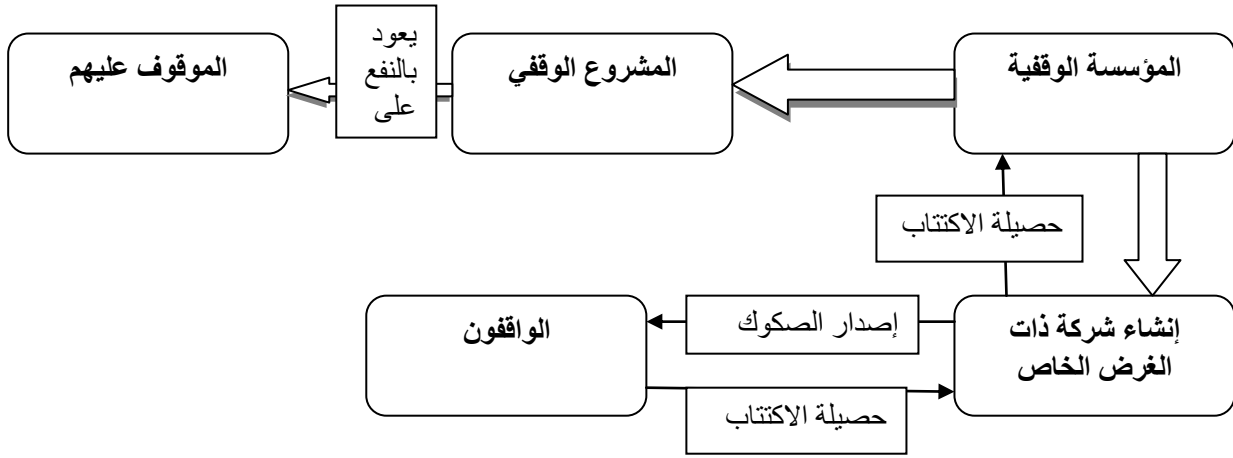 المؤسسة الوقفية
المشروع الوقفي
يعود
بالنفع
على
الموقوف عليهم
حصيلة الاكتتاب
إنشاء شركة ذات
الغرض الخاص
إصدار الصكوك
الواقفون
حصيلة الاكتتاب